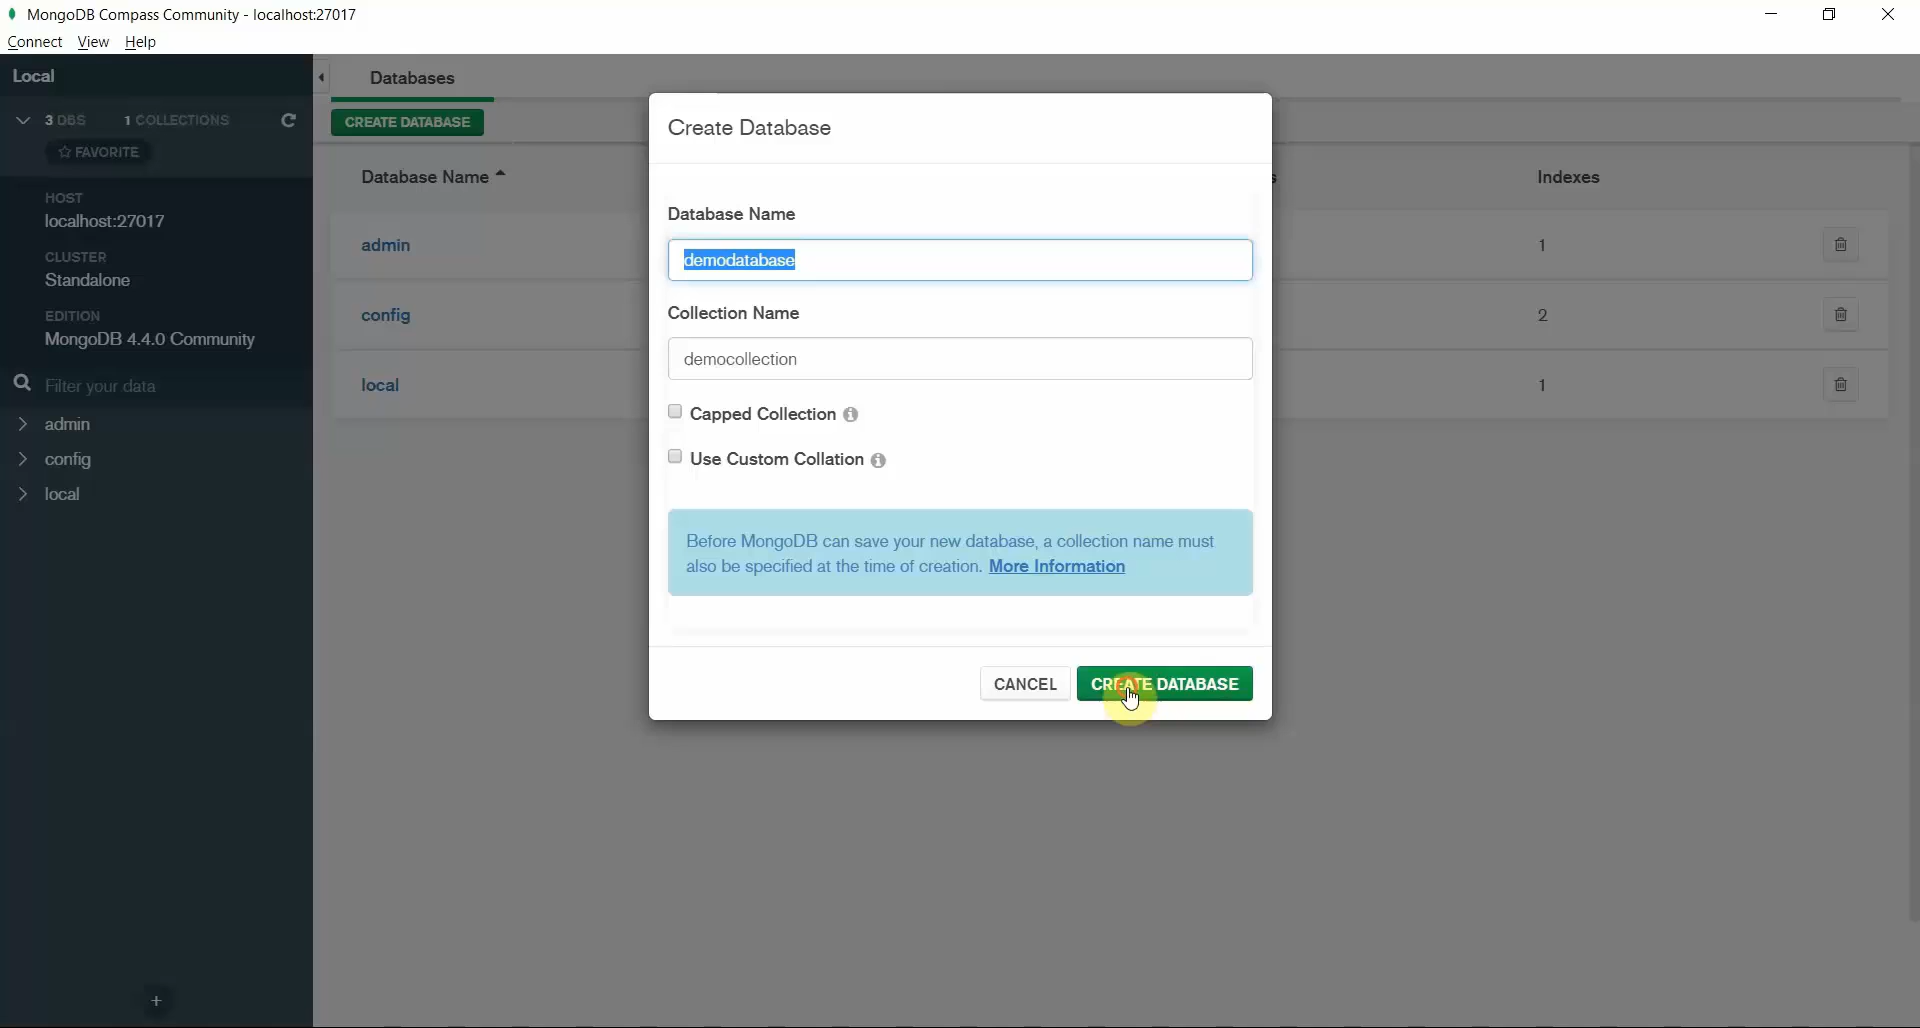 MongoDB Compass Community - localhost:27017
Connect View Help
Local
3 DBS 1 COLLECTIONS
FAVORITE
HOST
localhost:27017
CLUSTER
Standalone
EDITION
MongoDB 4.4.0 Community
Filter your data
admin
config
local
Databases
CREATE DATABASE
Database Name
s
Indexes
admin
1
config
2
local
1
Create Database
Database Name
demodatabase
Collection Name
democollection
Capped Collection
Use Custom Collation
Before MongoDB can save your new database, a collection name must
also be specified at the time of creation. More Information
CANCEL
CREATE DATABASE